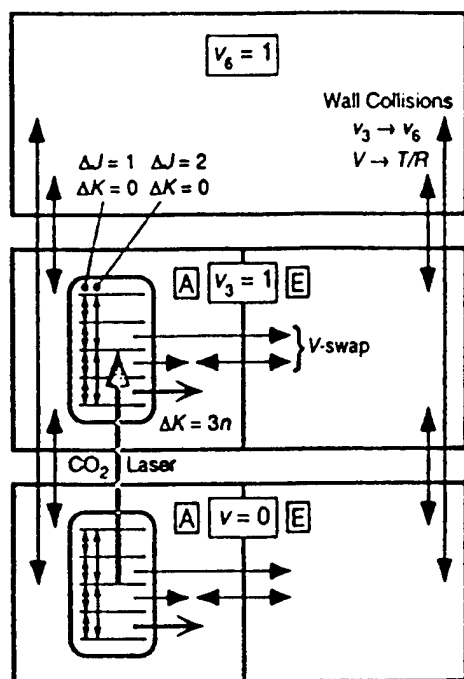 v₆ = 1
Wall Collisions
v₃ → v₆
V → T/R
ΔJ = 1 ΔJ = 2
ΔK = 0 ΔK = 0
A v₃ = 1 E
V-swap
ΔK = 3n
CO₂ Laser
A v = 0 E